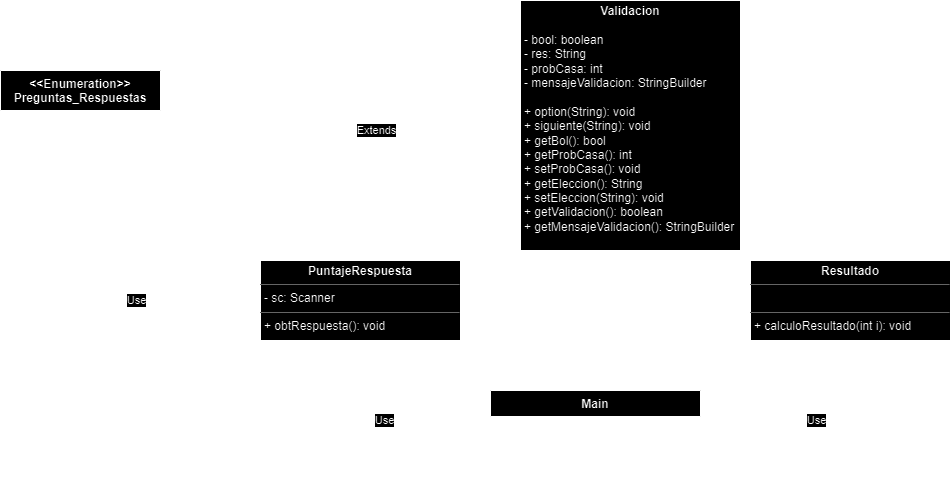 Validacion
- bool: boolean
- res: String
- probCasa: int
- mensajeValidacion: StringBuilder
+ option(String): void
+ siguiente(String): void
+ getBol(): bool
+ getProbCasa(): int
+ setProbCasa(): void
+ getEleccion(): String
+ setEleccion(String): void
+ getValidacion(): boolean
+ getMensajeValidacion(): StringBuilder
<<Enumeration>>
Preguntas_Respuestas
Extends
PuntajeRespuesta
- sc: Scanner
+ obtRespuesta(): void
Resultado
+ calculoResultado(int i): void
Use
Main
Use
Use